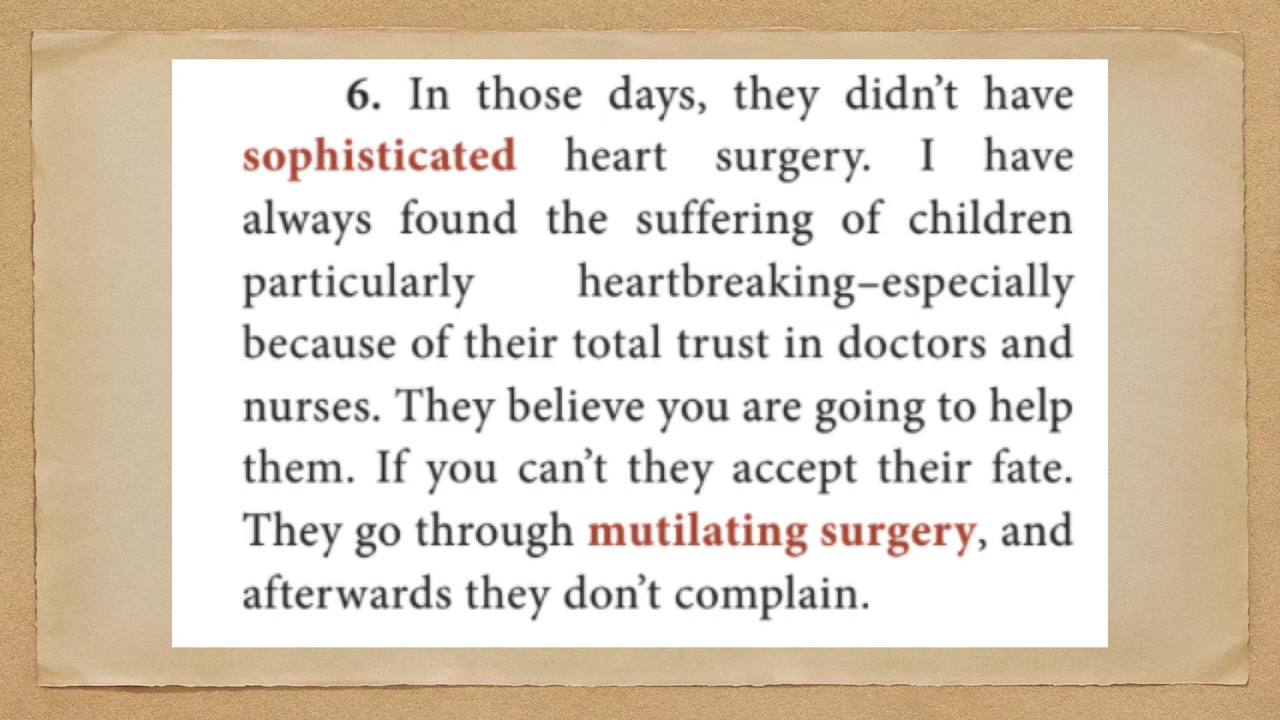 6. In those days, they didn’t have
sophisticated heart surgery. I have
always found the suffering of children
particularly heartbreaking–especially
because of their total trust in doctors and
nurses. They believe you are going to help
them. If you can’t they accept their fate.
They go through mutilating surgery, and
afterwards they don’t complain.